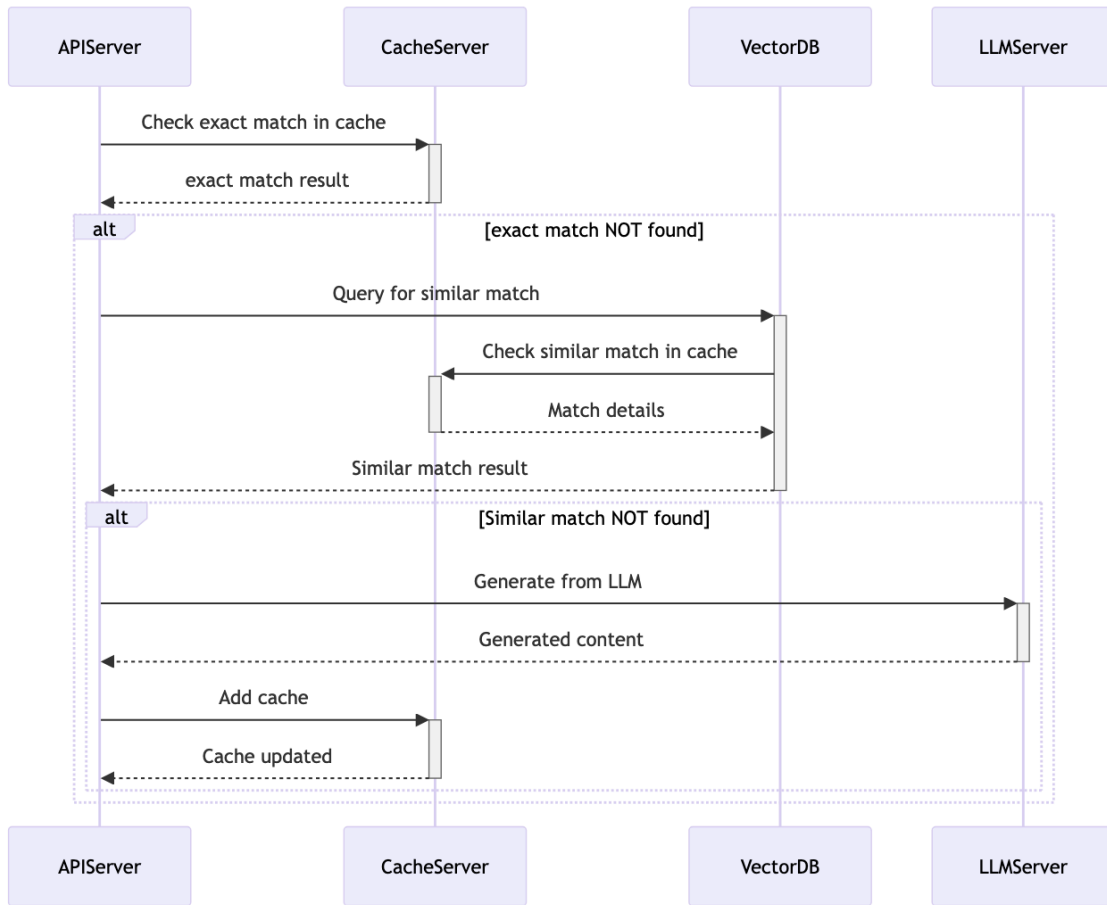 APIServer
CacheServer
VectorDB
LLMServer
Check exact match in cache
exact match result
alt
[exact match NOT found]
Query for similar match
Check similar match in cache
Match details
Similar match result
alt
[Similar match NOT found]
Generate from LLM
Generated content
Add cache
Cache updated
APIServer
CacheServer
VectorDB
LLMServer